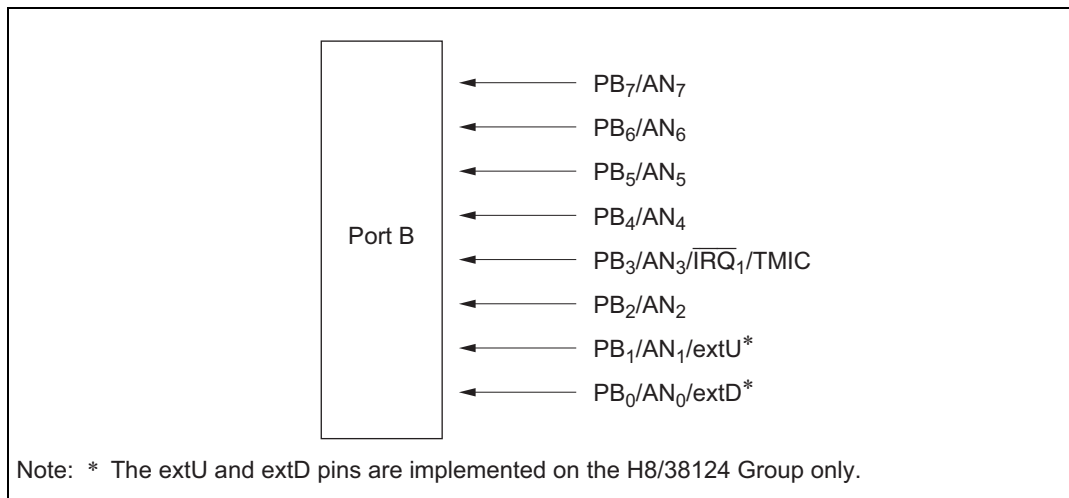 PB₇/AN₇
PB₆/AN₆
PB₅/AN₅
PB₄/AN₄
Port B
PB₃/AN₃/I̅R̅Q̅₁/TMIC
PB₂/AN₂
PB₁/AN₁/extU*
PB₀/AN₀/extD*
Note: * The extU and extD pins are implemented on the H8/38124 Group only.